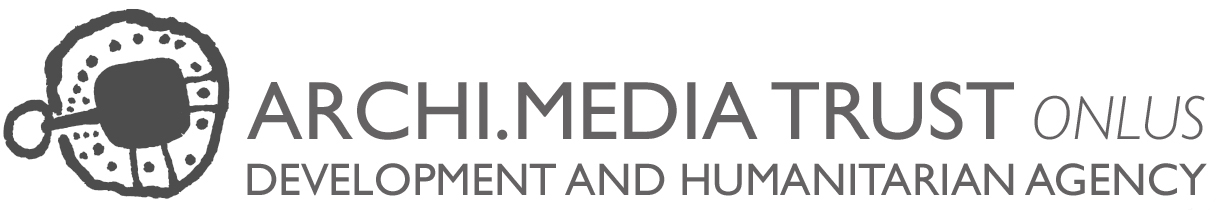 ARCHI.MEDIA TRUST ONLUS
DEVELOPMENT AND HUMANITARIAN AGENCY